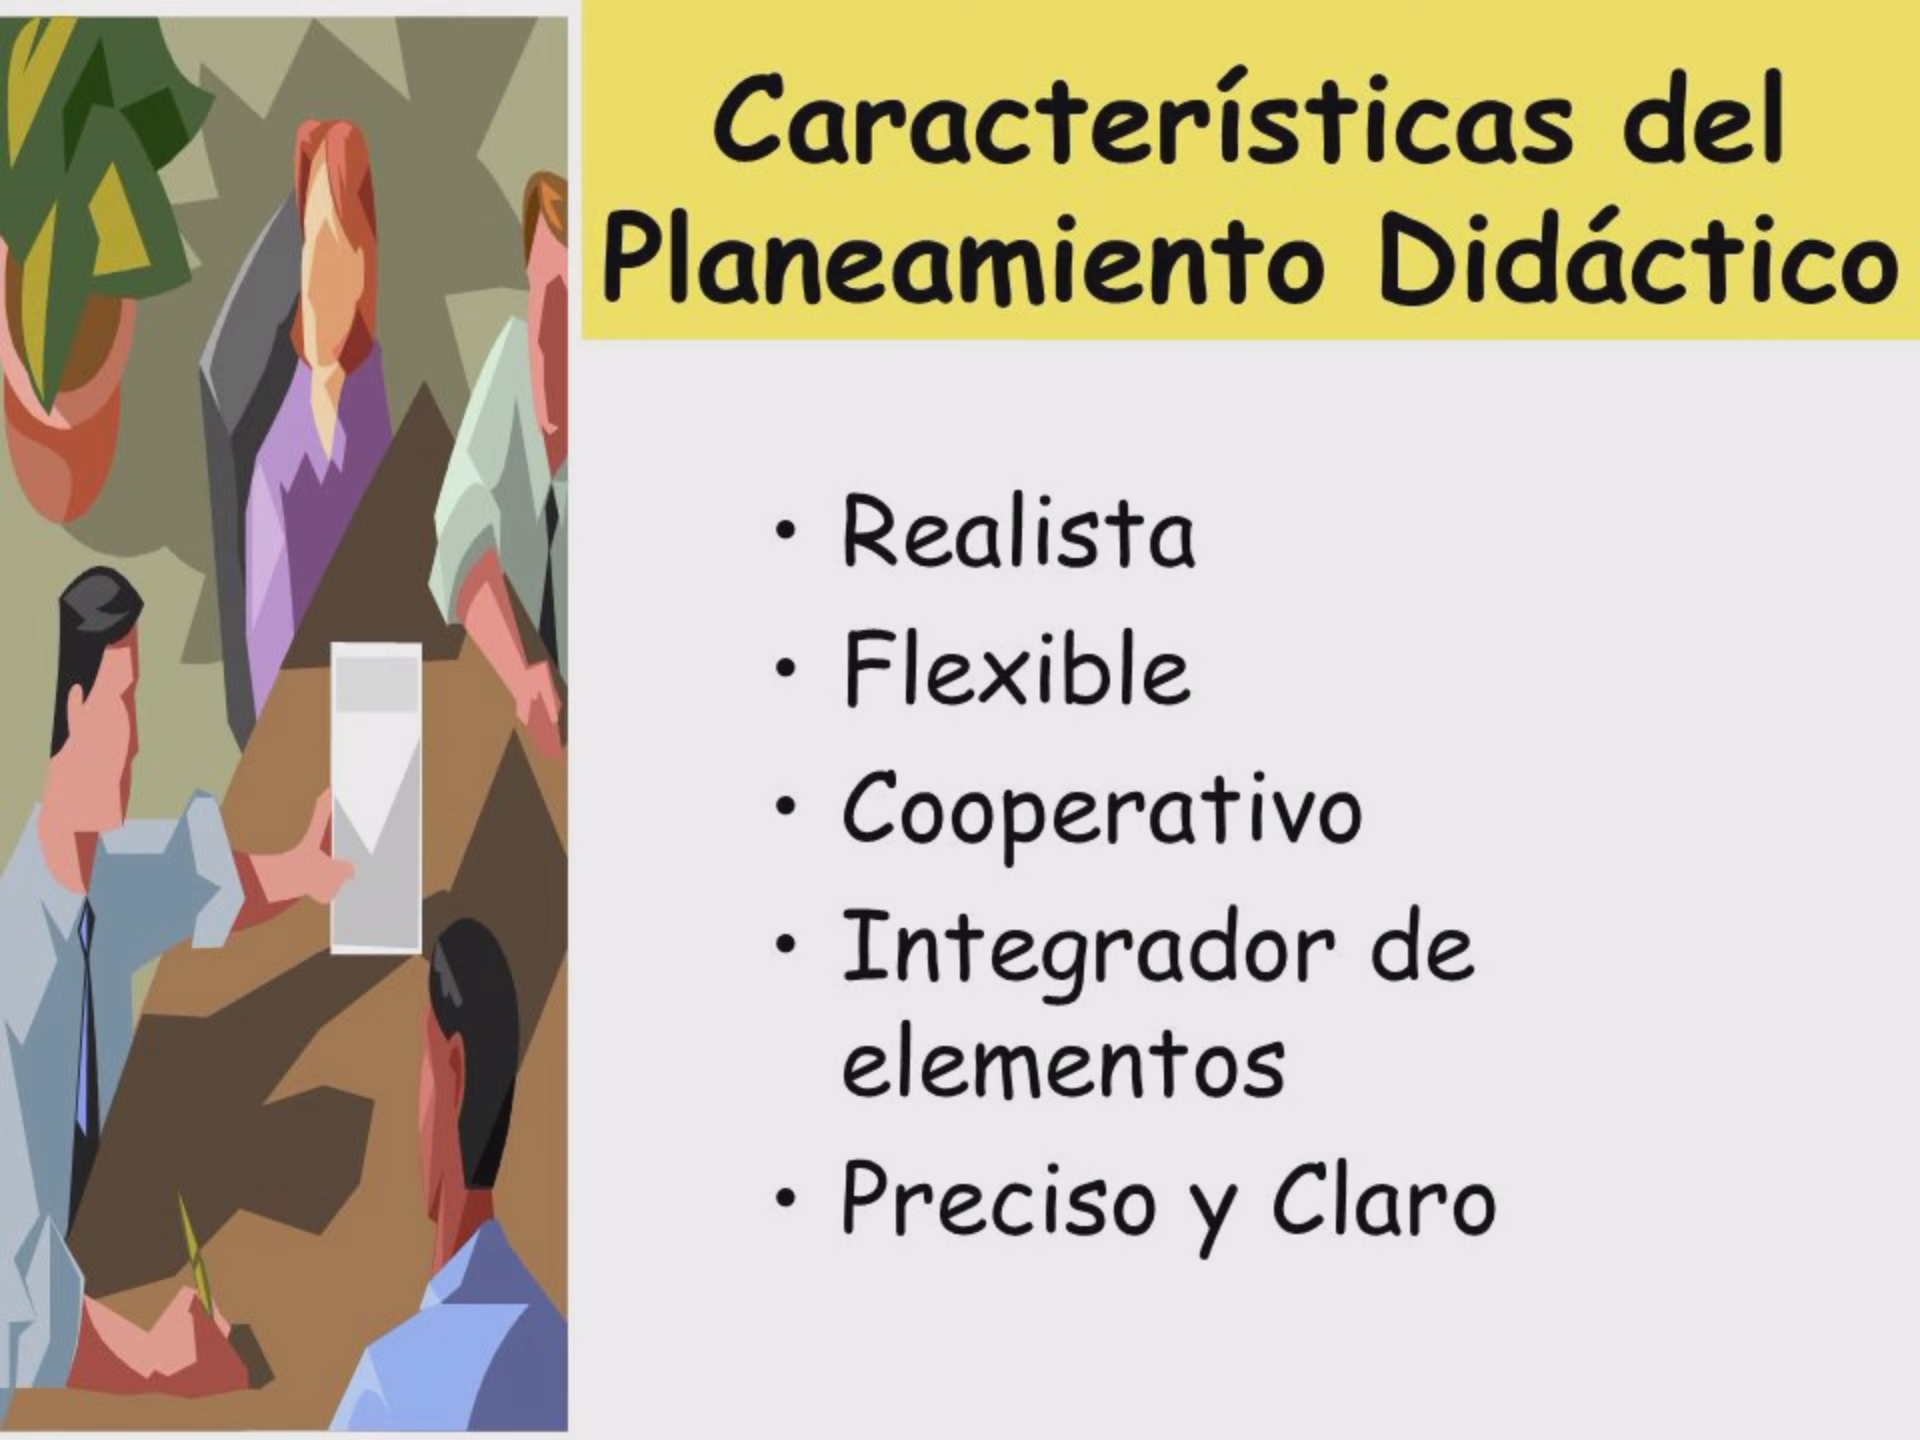 Características del
Planeamiento Didáctico
• Realista
• Flexible
• Cooperativo
• Integrador de
elementos
• Preciso y Claro